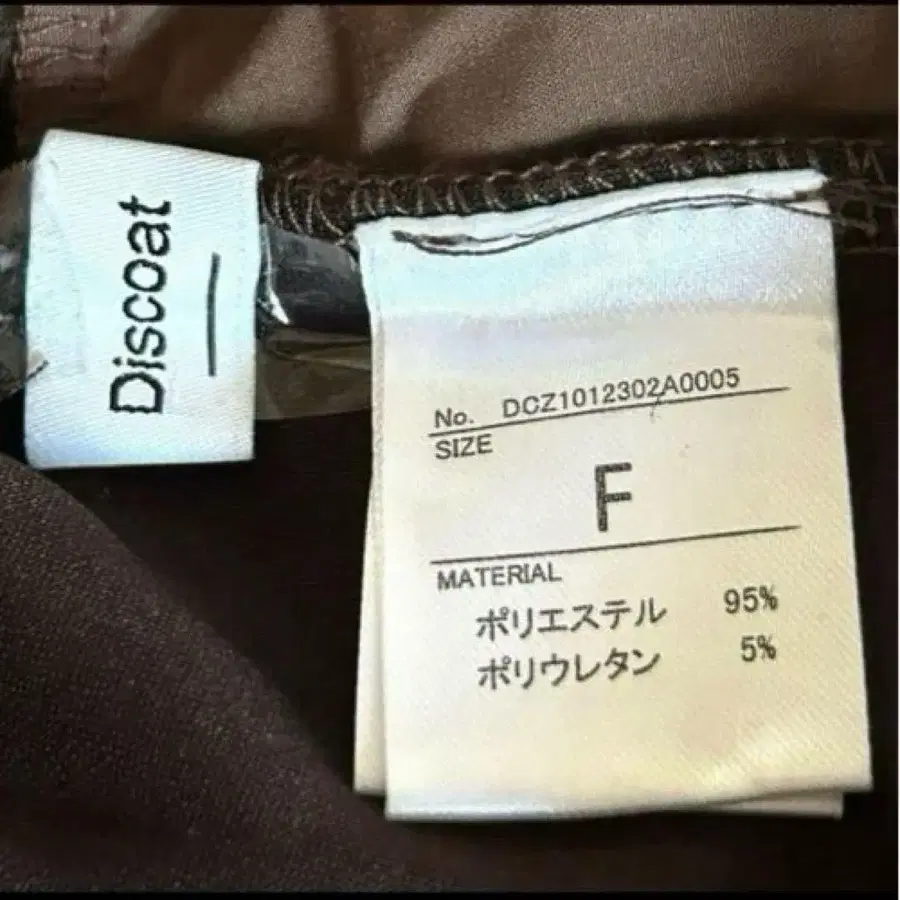 Discoat
No. DCZ1012302A0005
SIZE
F
MATERIAL
ポリエステル 95%
ポリウレタン 5%